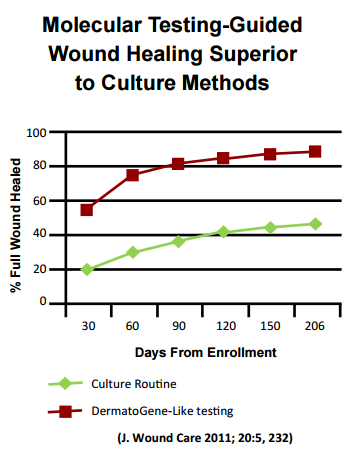 Molecular Testing-Guided
Wound Healing Superior
to Culture Methods
% Full Wound Healed
100
80
60
40
20
0
30 60 90 120 150 206
Days From Enrollment
Culture Routine
DermatoGene-Like testing
(J. Wound Care 2011; 20:5, 232)